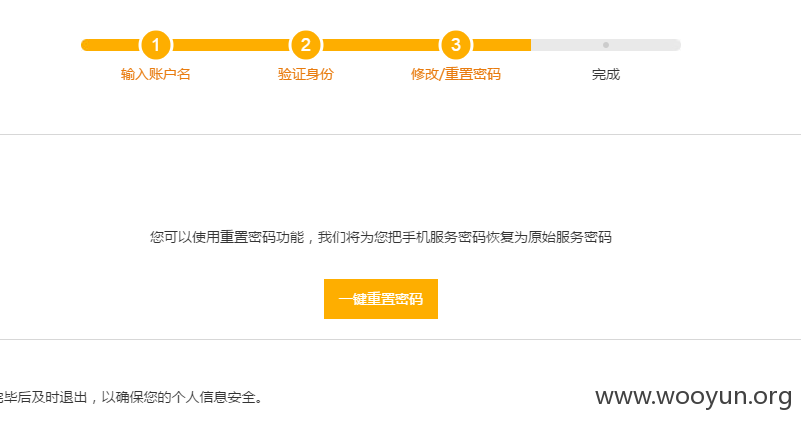 1 2 3
输入账户名 验证身份 修改/重置密码 完成
您可以使用重置密码功能，我们将为您把手机服务密码恢复为原始服务密码
一键重置密码
毕后及时退出，以确保您的个人信息安全。
www.wooyun.org